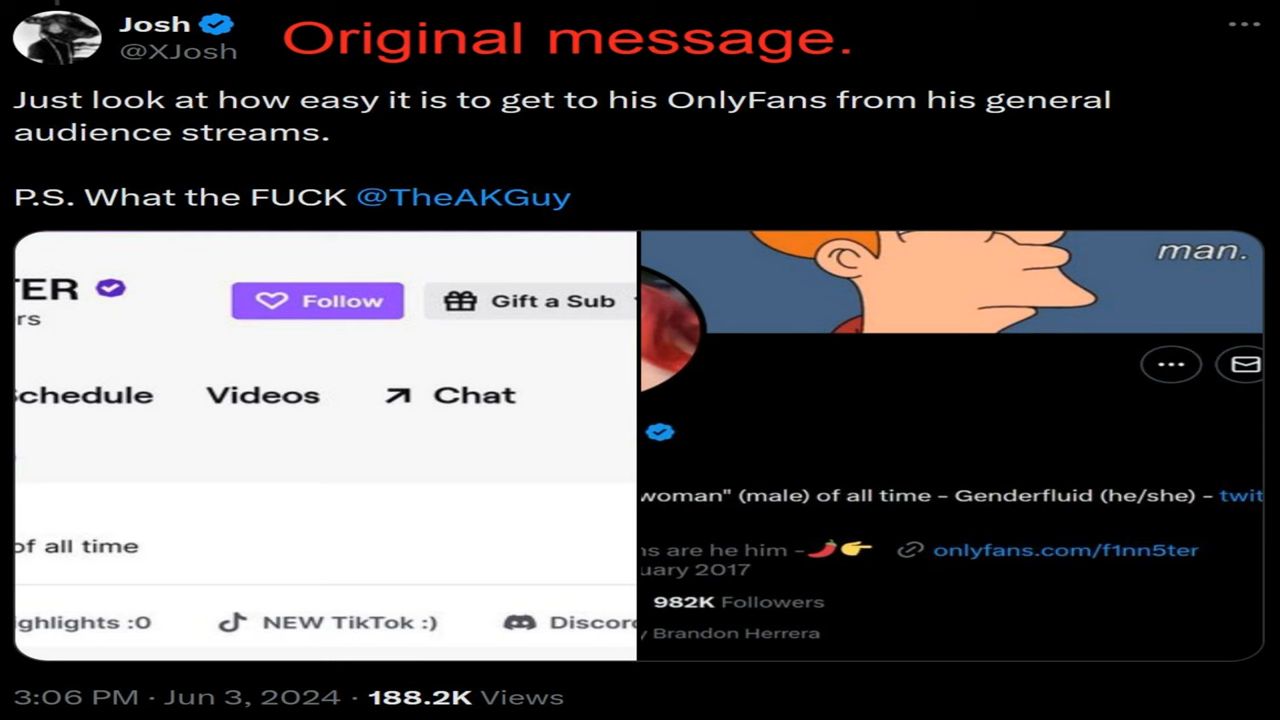 Josh
Original message.
@XJosh
Just look at how easy it is to get to his OnlyFans from his general
audience streams.
P.S. What the FUCK @TheAKGuy
TER
rs
Follow
Gift a Sub
Schedule
Videos
Chat
of all time
ghlights :0
NEW TikTok :)
Discor
man.
woman" (male) of all time - Genderfluid (he/she) - twit
ns are he him - 🌶️👉 onlyfans.com/f1nn5ter
uary 2017
982K Followers
y Brandon Herrera
3:06 PM · Jun 3, 2024 · 188.2K Views